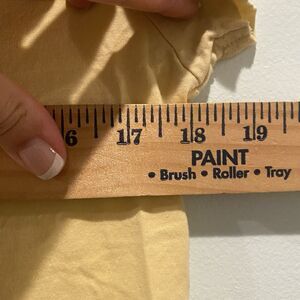 6 17 18 19
PAINT
• Brush • Roller • Tray